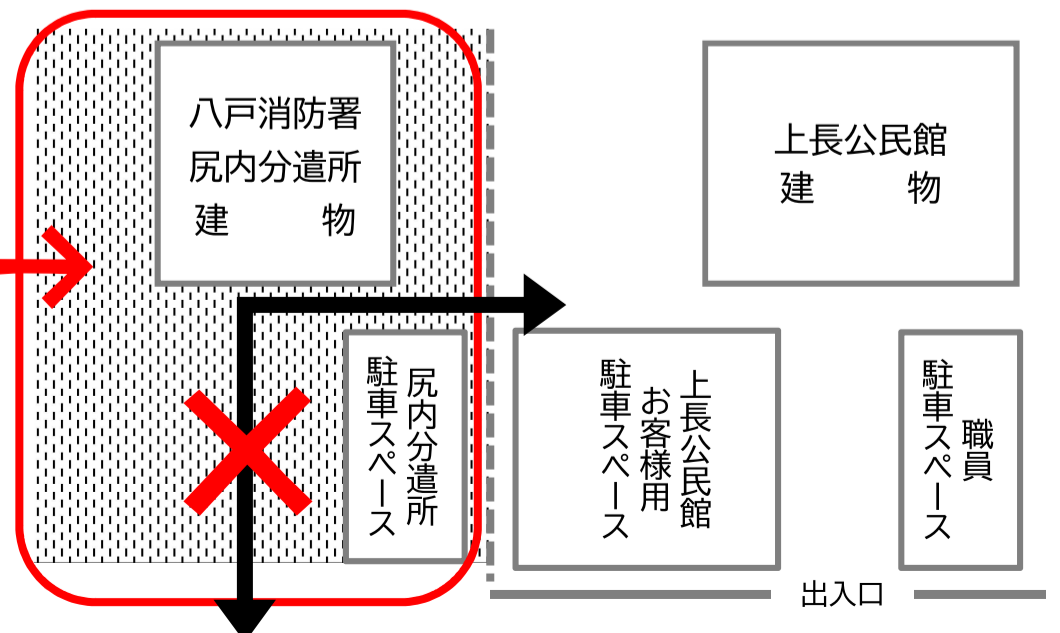 八戸消防署
尻内分遣所
建　　物
上長公民館
建　　物
尻内分遣所
駐車スペース
上長公民館
お客様用
駐車スペース
職員
駐車スペース
出入口